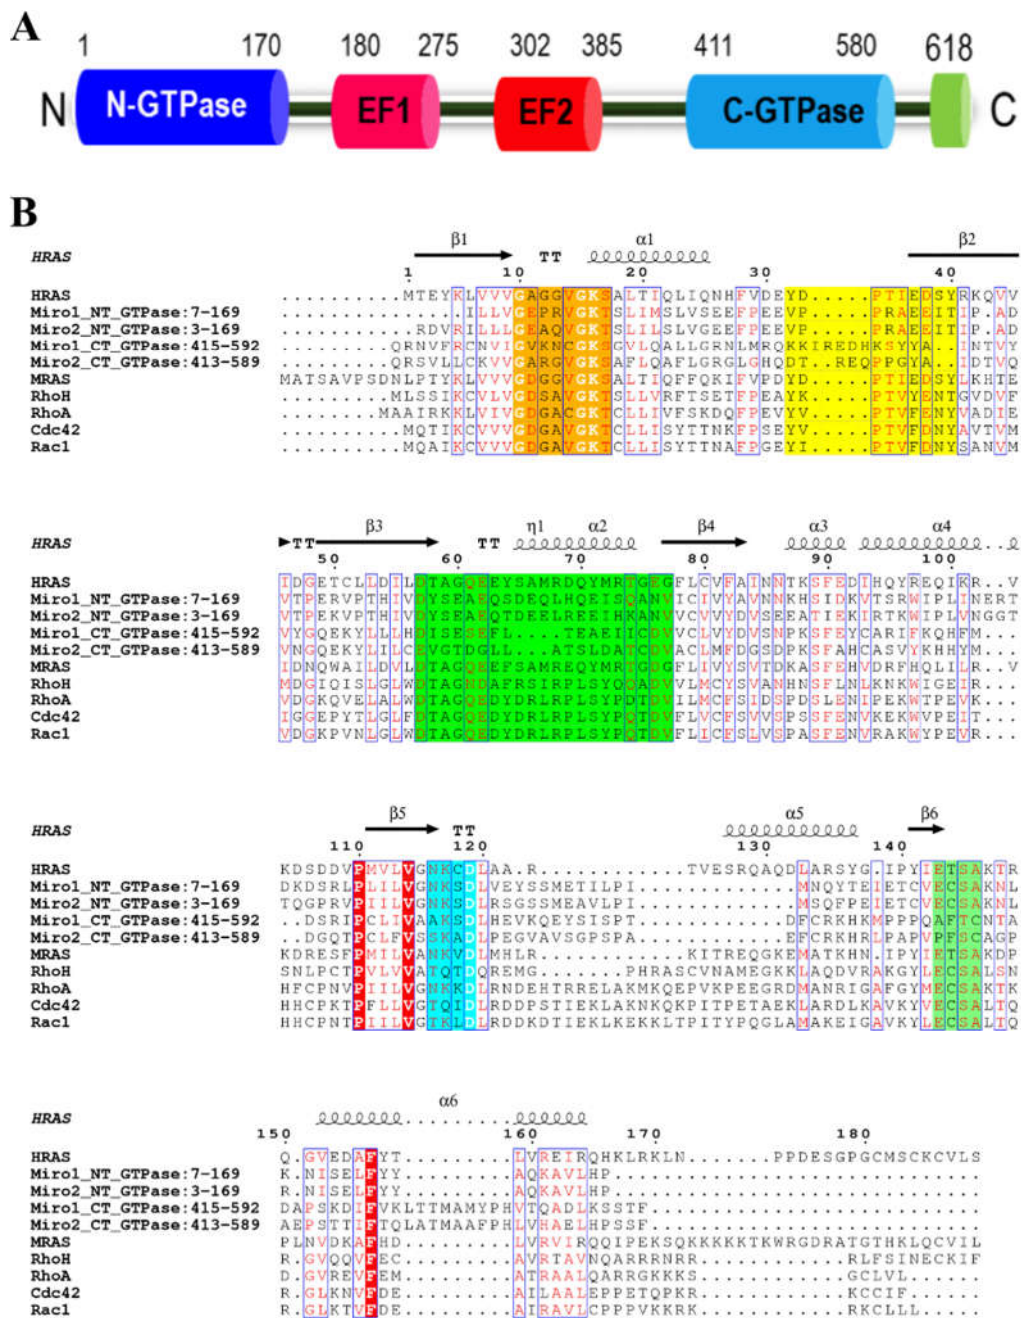 A
1 170 180 275 302 385 411 580 618
N N-GTPase EF1 EF2 C-GTPase C
B
HRAS β1 TT α1 β2
1 10 20 30 40
HRAS ..........MTEYKLVVVGAGGVGKSALTIQLIQNHFVDEYD.....PTIEDSYRKQVV
Miro1_NT_GTPase:7-169 ..............ILLVGEPRVGKTSLIMSLVSEEFPEEVP.....PRAEEITIP.AD
Miro2_NT_GTPase:3-169 ..........RDVRILLLGEAQVGKTSLILSLVGEEFPEEVP.....PRAEEITIP.AD
Miro1_CT_GTPase:415-592 .........QRNVFRCNVIGVKNCGKSGVLQALLGRNLMRQKKIREDHKSYYA.INTVY
Miro2_CT_GTPase:413-589 .........QRSVLLCKVVGARGVGKSAFLQAFLGRGLGHQDT..REQPPGYA.IDTVQ
MRAS MATSAVPSDNLPTYKLVVVGDGGVGKSALTIQFFQKIFVPDYD.....PTIEDSYLKHTE
RhoH .........MLSSIKCVLVGDSAVGKTSLLVRFTSETFPEAYK.....PTVYENTGVDVF
RhoA ........MAAIRKKLVIVGDGACGKTCLLIVFSKDQFPEVYV.....PTVFENYVADIE
Cdc42 ..........MQTIKCVVVGDGAVGKTCLLISYTTNKFPSEYV.....PTVFDNYAVTVM
Rac1 ..........MQAIKCVVVGDGAVGKTCLLISYTTNAFPGEYI.....PTVFDNYSANVM
HRAS TT β3 TT η1 α2 β4 α3 α4
50 60 70 80 90 100
HRAS IDGETCLLDILDTAGQEEYSAMRDQYMRTGEGFLCVFAINNTKSFEDIHQYREQIKR..V
Miro1_NT_GTPase:7-169 VTPERVPTHIVDYSEAEQSDEQLHQEISQANVICIVYAVNNKHSIDKVTSRWIPLINERT
Miro2_NT_GTPase:3-169 VTPEKVPTHIVDYSEAEQTDEELREEIHKANVVCVVYDVSEEATIEKIRTKWIPLVNGGT
Miro1_CT_GTPase:415-592 VYGQEKYLLLHDISESEFL...TEAEIICDVVCLVYDVSNPKSFEYCARIFKQHFM...
Miro2_CT_GTPase:413-589 VNGQEKYLILCEVGTDGLL...ATSLDATCDVACLMFDGSDPKSFAHCASVYKHHYM...
MRAS IDNQWAILDVLDTAGQEEFSAMREQYMRTGDGFLIVYSVTDKASFEHVDRFHQLILR..V
RhoH MDGIQISLGLWDTAGNDAFRSIRPLSYQQADVVLMCYSVANHNSFLNLKNKWIGEIR...
RhoA VDGKQVELALWDTAGQEDYDRLRPLSYPDTDVILMCFSIDSPDSLENIPEKWTPEVK...
Cdc42 IGGEPYTLGLFDTAGQEDYDRLRPLSYPQTDVFLVCFSVVSPSSFENVKEKWVPEIT...
Rac1 VDGKPVNLGLWDTAGQEDYDRLRPLSYPQTDVFLICFSLVSPASFENVRAKWYPEVR...
HRAS β5 TT α5 β6
110 120 130 140
HRAS KDSDDVPMVLVGNKCDLAA.R............TVESRQAQDLARSYG.IPYIETSAKTR
Miro1_NT_GTPase:7-169 DKDSRLPLILVGNKSDLVEYSSMETILPI........MNQYTEIETCVECSAKNL
Miro2_NT_GTPase:3-169 TQGPRVPIILVGNKSDLRSGSSMEAVLPI........MSQFPEIETCVECSAKNL
Miro1_CT_GTPase:415-592 ..DSRIPCLIVAAKSDLHEVKQEYSISPT........DFCRKHKMPPPQAFTCNTA
Miro2_CT_GTPase:413-589 ..DGQTPCLFVSSKADLPEGVAVSGPSPA........EFCRKHRLPAPVPFSCAGP
MRAS KDRESFPMILVANKVDLMHLR............KITREQGKEMATKHN.IPYIETSAKDP
RhoH SNLPCTPVLVVATQTDQREMG......PHRASCVNAMEGKKLAQDVRAKGYLECSALSN
RhoA HFCPNVPIILVGNKKDLRNDEHTRRELAKMKQEPVKPEEGRDMANRIGAFGYMECSAKTK
Cdc42 HHCPKTPFLLVGTQIDLRDDPSTIEKLAKNKQKPITPETAEKLARDLKAVKYVECSALTQ
Rac1 HHCPNTPIILVGTKLDLRDDKDTIEKLKEKKLTPITYPQGLAMAKEIGAVKYLECSALTQ
HRAS α6
150 160 170 180
HRAS Q.GVEDAFYT..........LVREIRQHKLRKLN.......PPDESGPGCMSCKCVLS
Miro1_NT_GTPase:7-169 K.NISELFYY..........AQKAVLHP..............................
Miro2_NT_GTPase:3-169 R.NISELFYY..........AQKAVLHP..............................
Miro1_CT_GTPase:415-592 DAPSKDIFVKLTTMAMYPHVTQADLKSSTF............................
Miro2_CT_GTPase:413-589 AEPSTTIFTQLATMAAFPHLVHAELHPSSF............................
MRAS PLNVDKAFHD..........LVRVIRQQIPEKSQKKKKKTKWRGDRATGTHKLQCVIL
RhoH R.GVQQVFEC..........AVRTAVNQARRRNRR............RLFSINECKIF
RhoA D.GVREVFEM..........ATRAALQARRGKKKS............GCLVL......
Cdc42 R.GLKNVFDE..........AILAALEPPETQPKR............KCCIF......
Rac1 R.GLKTVFDE..........AIRAVLCPPPVKKRK............RKCLLL.....